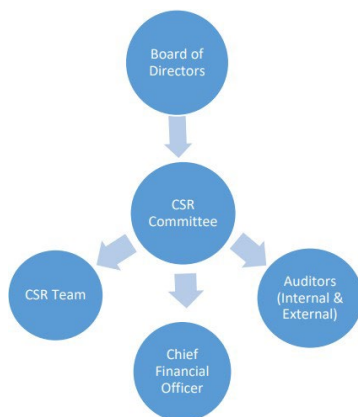 Board of
Directors
CSR
Committee
CSR Team
Auditors
(Internal &
External)
Chief
Financial
Officer